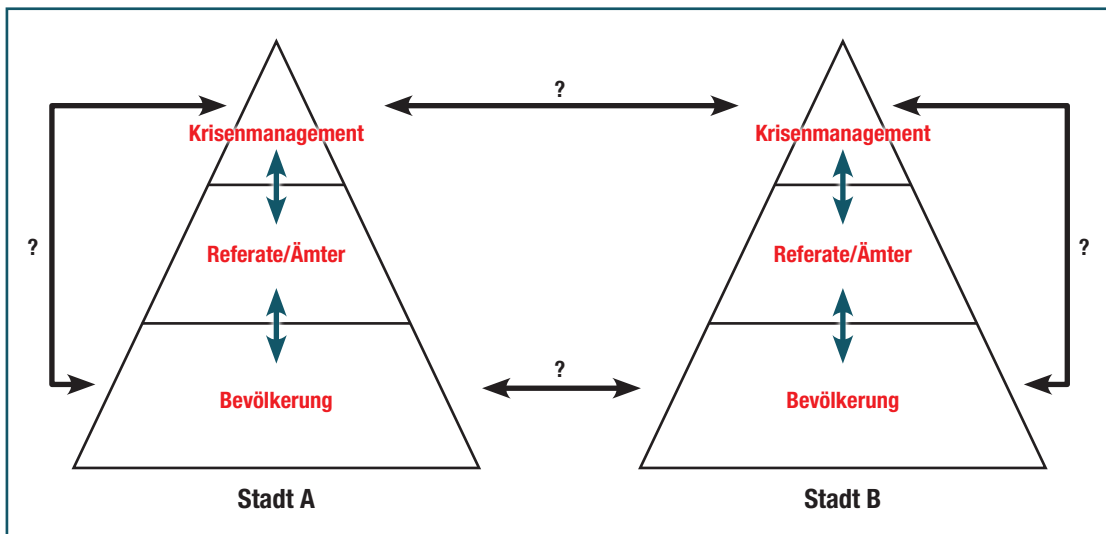 ?
Krisenmanagement
Krisenmanagement
?
Referate/Ämter
Referate/Ämter
?
?
Bevölkerung
Bevölkerung
Stadt A
Stadt B